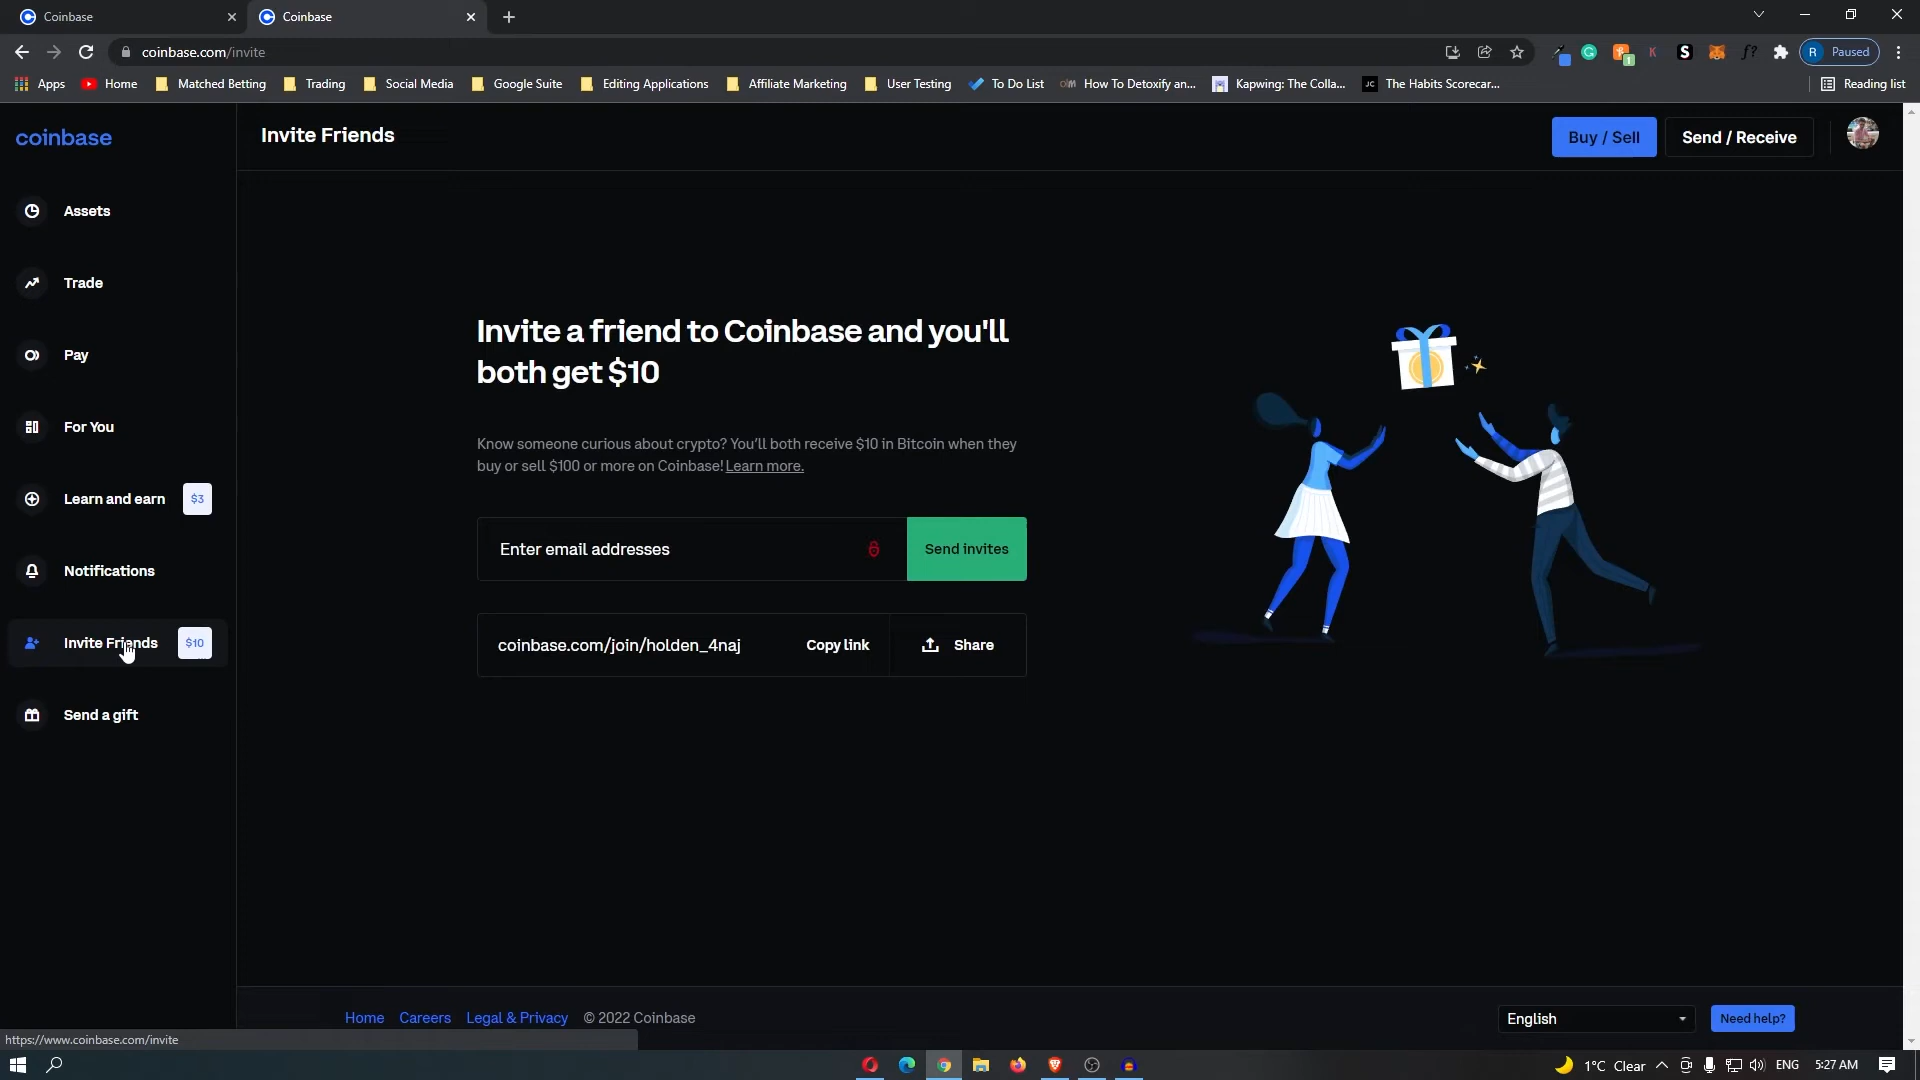 Coinbase
Coinbase
coinbase.com/invite
Paused
Apps
Home
Matched Betting
Trading
Social Media
Google Suite
Editing Applications
Affiliate Marketing
User Testing
To Do List
How To Detoxify an...
Kapwing: The Colla...
The Habits Scorecar...
Reading list
coinbase
Invite Friends
Buy / Sell
Send / Receive
Assets
Trade
Pay
For You
Learn and earn
$3
Notifications
Invite Friends
$10
Send a gift
Invite a friend to Coinbase and you'll
both get $10
Know someone curious about crypto? You'll both receive $10 in Bitcoin when they
buy or sell $100 or more on Coinbase! Learn more.
Enter email addresses
Send invites
coinbase.com/join/holden_4naj
Copy link
Share
Home
Careers
Legal & Privacy
© 2022 Coinbase
English
Need help?
https://www.coinbase.com/invite
1°C Clear
ENG
5:27 AM